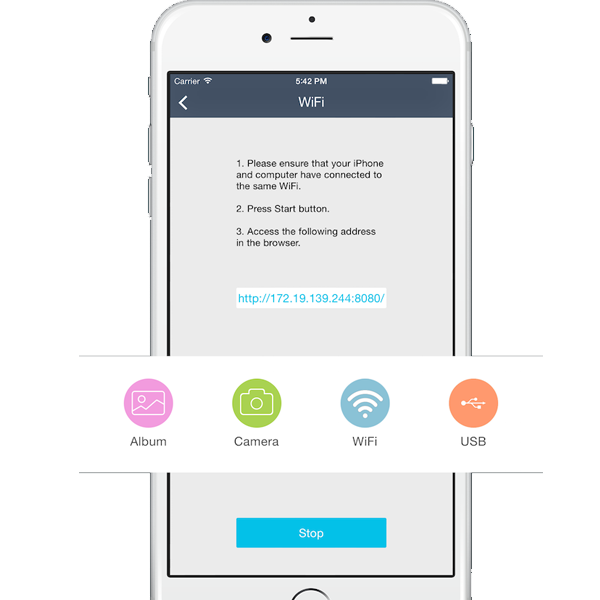 Carrier
5:42 PM
WiFi
1. Please ensure that your iPhone
and computer have connected to
the same WiFi.
2. Press Start button.
3. Access the following address
in the browser.
http://172.19.139.244:8080/
Album
Camera
WiFi
USB
Stop